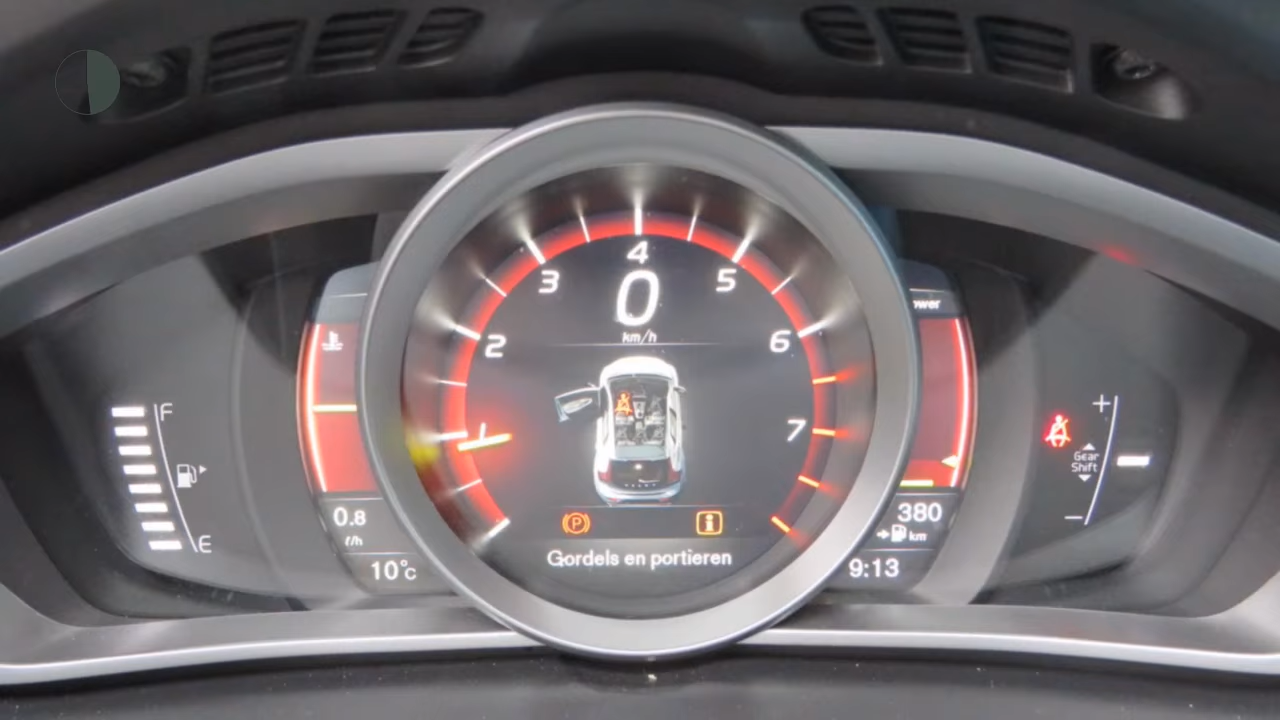 4
3
5
0
km/h
ower
2
6
F
7
1
+
Gear
Shift
E
−
0.8
ℓ/h
380
km
P
i
Gordels en portieren
10°c
9:13